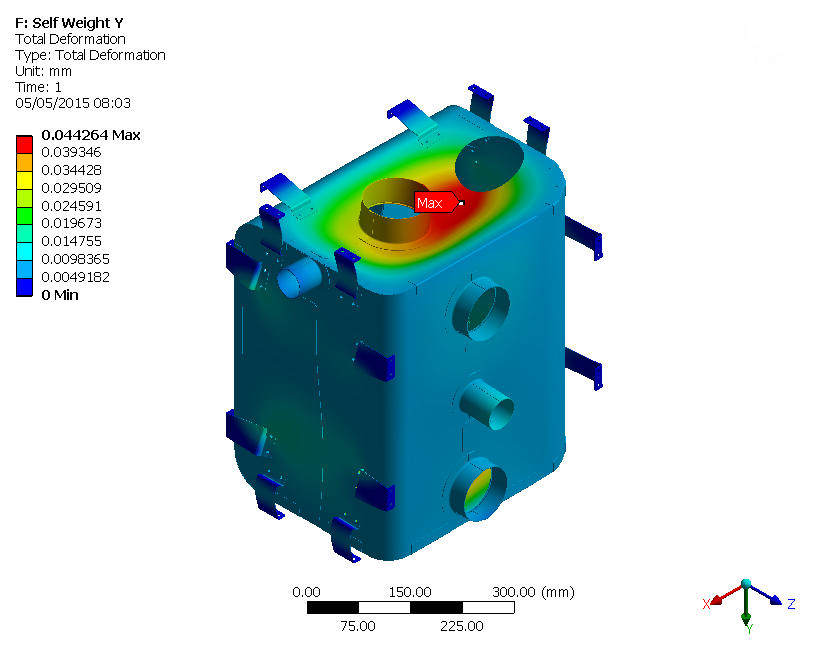 F: Self Weight Y
Total Deformation
Type: Total Deformation
Unit: mm
Time: 1
05/05/2015 08:03
0.044264 Max
0.039346
0.034428
0.029509
0.024591
0.019673
0.014755
0.0098365
0.0049182
0 Min
Max
0.00 150.00 300.00 (mm)
75.00 225.00
X Z
Y